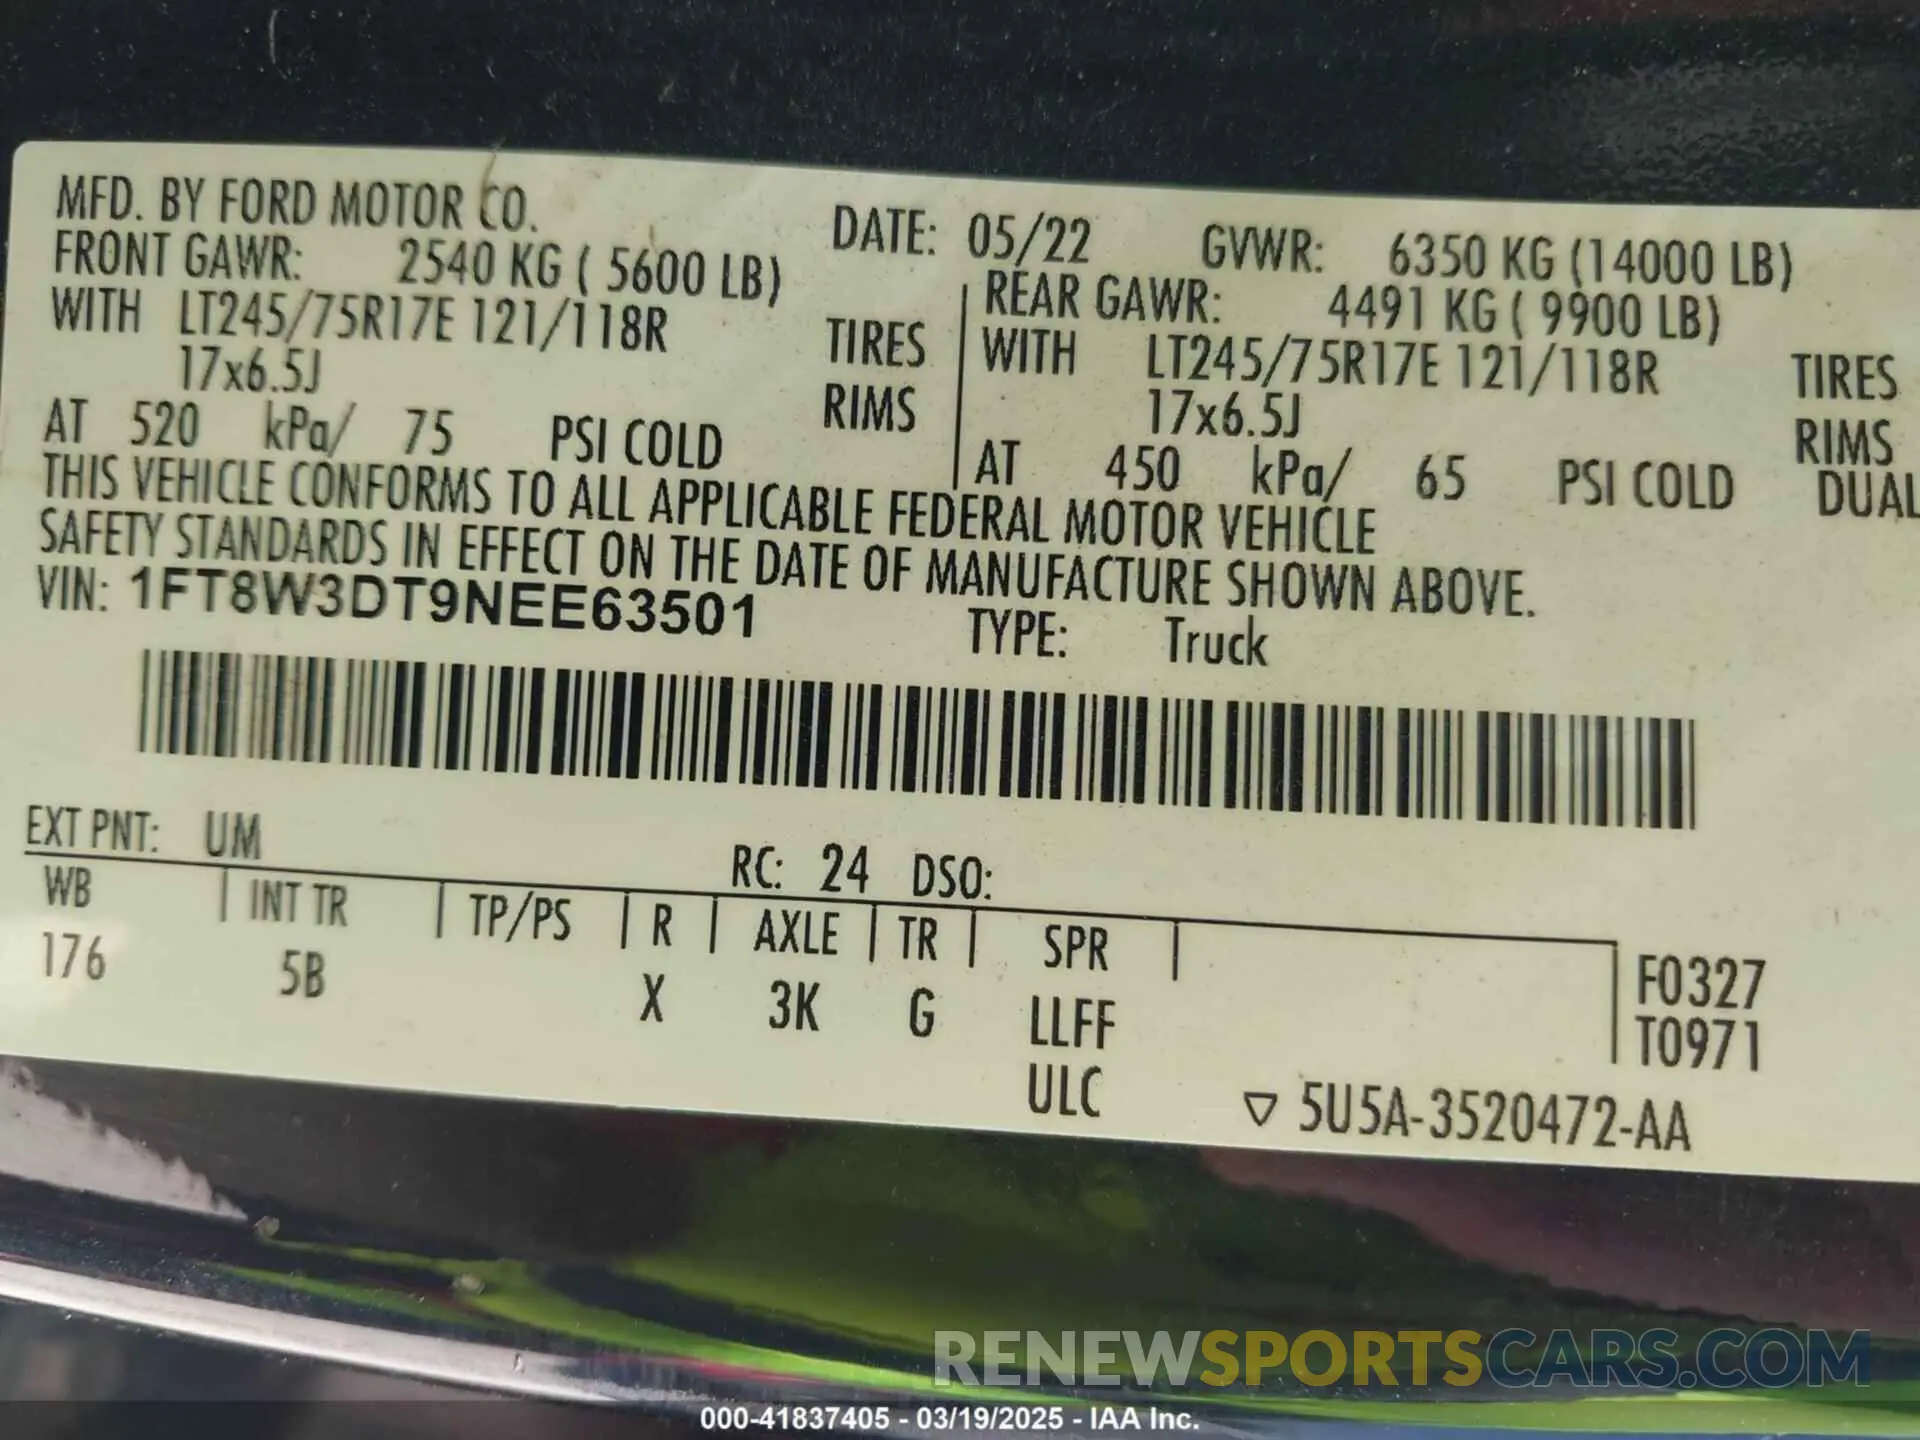 MFD. BY FORD MOTOR CO.
DATE: 05/22 GVWR: 6350 KG (14000 LB)
FRONT GAWR: 2540 KG ( 5600 LB)
WITH LT245/75R17E 121/118R TIRES
17x6.5J RIMS
AT 520 kPa/ 75 PSI COLD
REAR GAWR: 4491 KG ( 9900 LB)
WITH LT245/75R17E 121/118R TIRES
17x6.5J RIMS
AT 450 kPa/ 65 PSI COLD DUAL
THIS VEHICLE CONFORMS TO ALL APPLICABLE FEDERAL MOTOR VEHICLE
SAFETY STANDARDS IN EFFECT ON THE DATE OF MANUFACTURE SHOWN ABOVE.
VIN: 1FT8W3DT9NEE63501
TYPE: Truck
EXT PNT: UM RC: 24 DSO:
WB | INT TR | TP/PS | R | AXLE | TR | SPR |
176 5B X 3K G LLFF
ULC
F0327
T0971
▽ 5U5A-3520472-AA
RENEWSPORTSCARS.COM
000-41837405 - 03/19/2025 - IAA Inc.